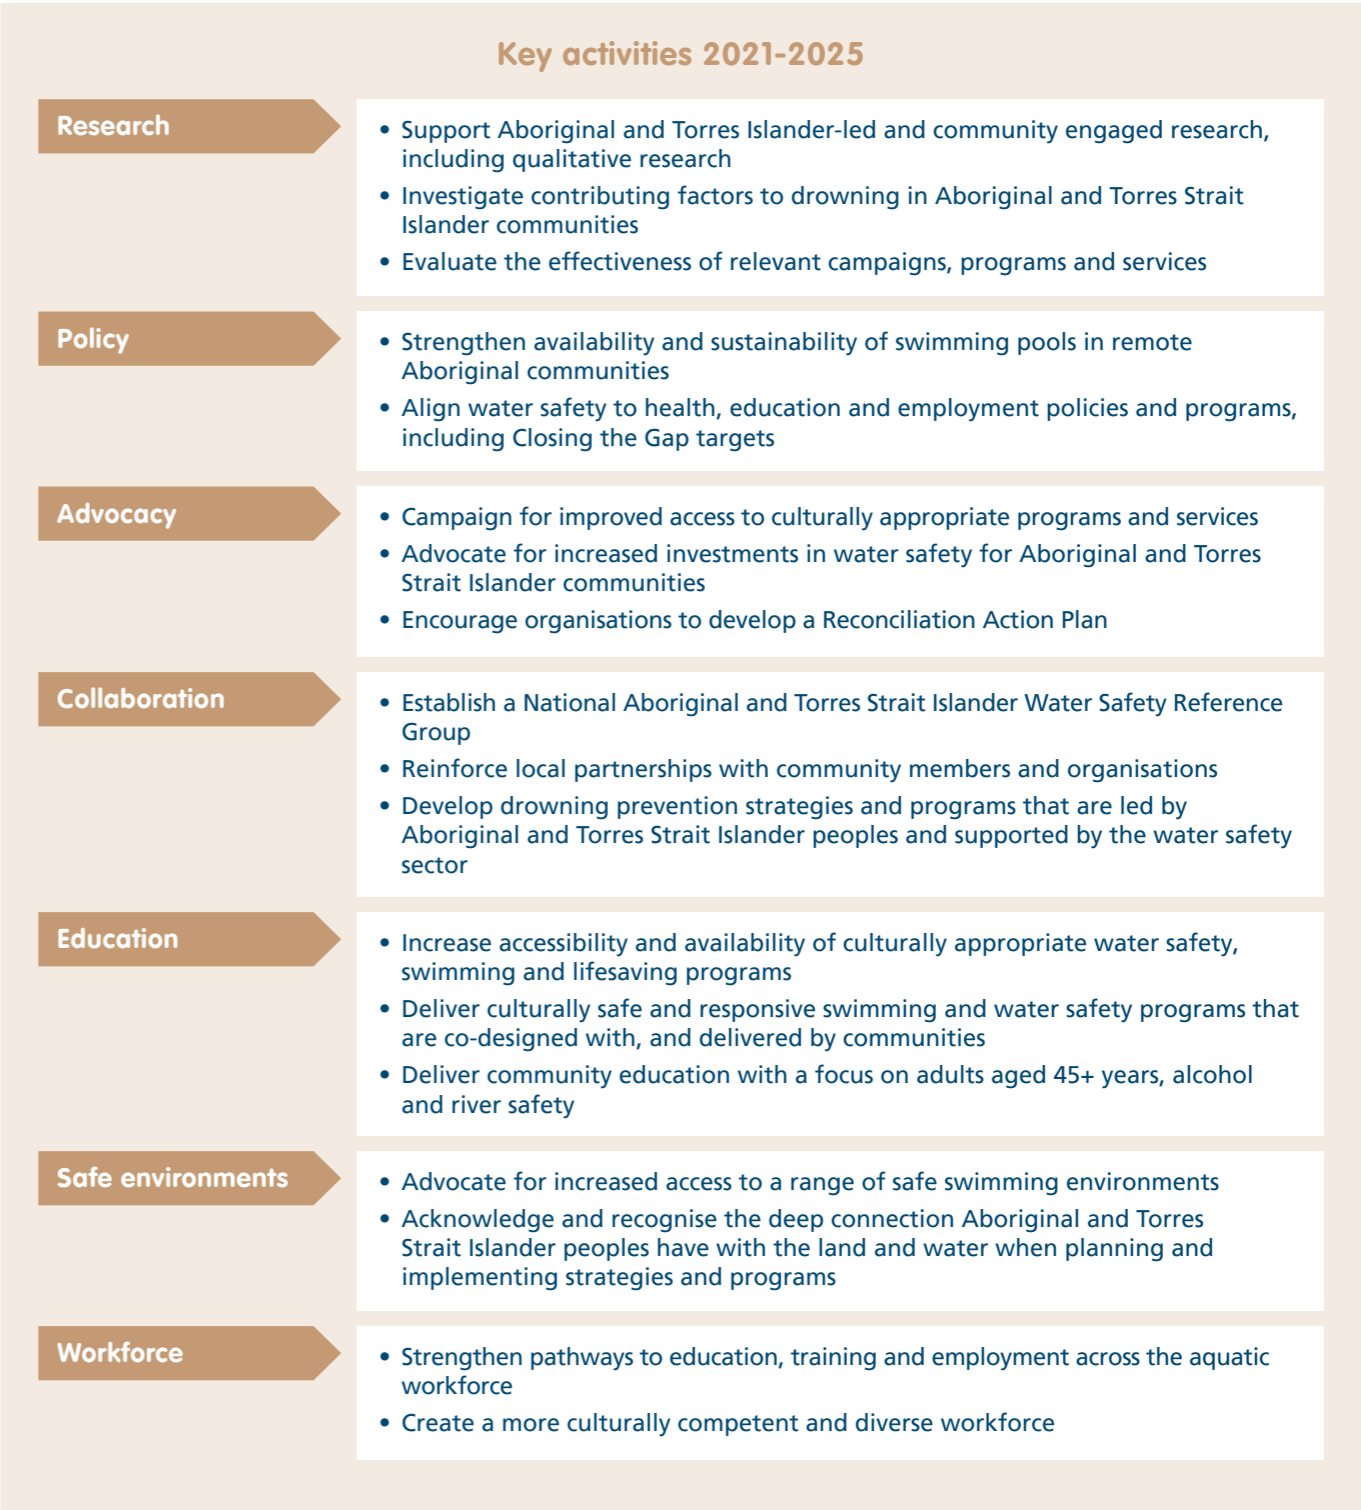 Key activities 2021-2025
Research
• Support Aboriginal and Torres Islander-led and community engaged research,
including qualitative research
• Investigate contributing factors to drowning in Aboriginal and Torres Strait
Islander communities
• Evaluate the effectiveness of relevant campaigns, programs and services
Policy
• Strengthen availability and sustainability of swimming pools in remote
Aboriginal communities
• Align water safety to health, education and employment policies and programs,
including Closing the Gap targets
Advocacy
• Campaign for improved access to culturally appropriate programs and services
• Advocate for increased investments in water safety for Aboriginal and Torres
Strait Islander communities
• Encourage organisations to develop a Reconciliation Action Plan
Collaboration
• Establish a National Aboriginal and Torres Strait Islander Water Safety Reference
Group
• Reinforce local partnerships with community members and organisations
• Develop drowning prevention strategies and programs that are led by
Aboriginal and Torres Strait Islander peoples and supported by the water safety
sector
Education
• Increase accessibility and availability of culturally appropriate water safety,
swimming and lifesaving programs
• Deliver culturally safe and responsive swimming and water safety programs that
are co-designed with, and delivered by communities
• Deliver community education with a focus on adults aged 45+ years, alcohol
and river safety
Safe environments
• Advocate for increased access to a range of safe swimming environments
• Acknowledge and recognise the deep connection Aboriginal and Torres
Strait Islander peoples have with the land and water when planning and
implementing strategies and programs
Workforce
• Strengthen pathways to education, training and employment across the aquatic
workforce
• Create a more culturally competent and diverse workforce